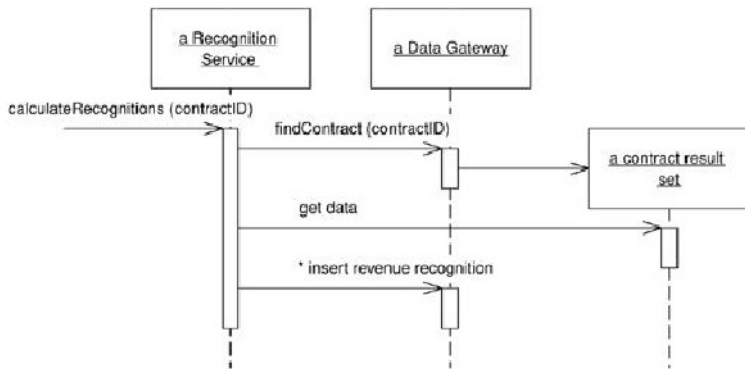 a Recognition
Service
a Data Gateway
calculateRecognitions (contractID)
findContract (contractID)
a contract result
set
get data
* insert revenue recognition